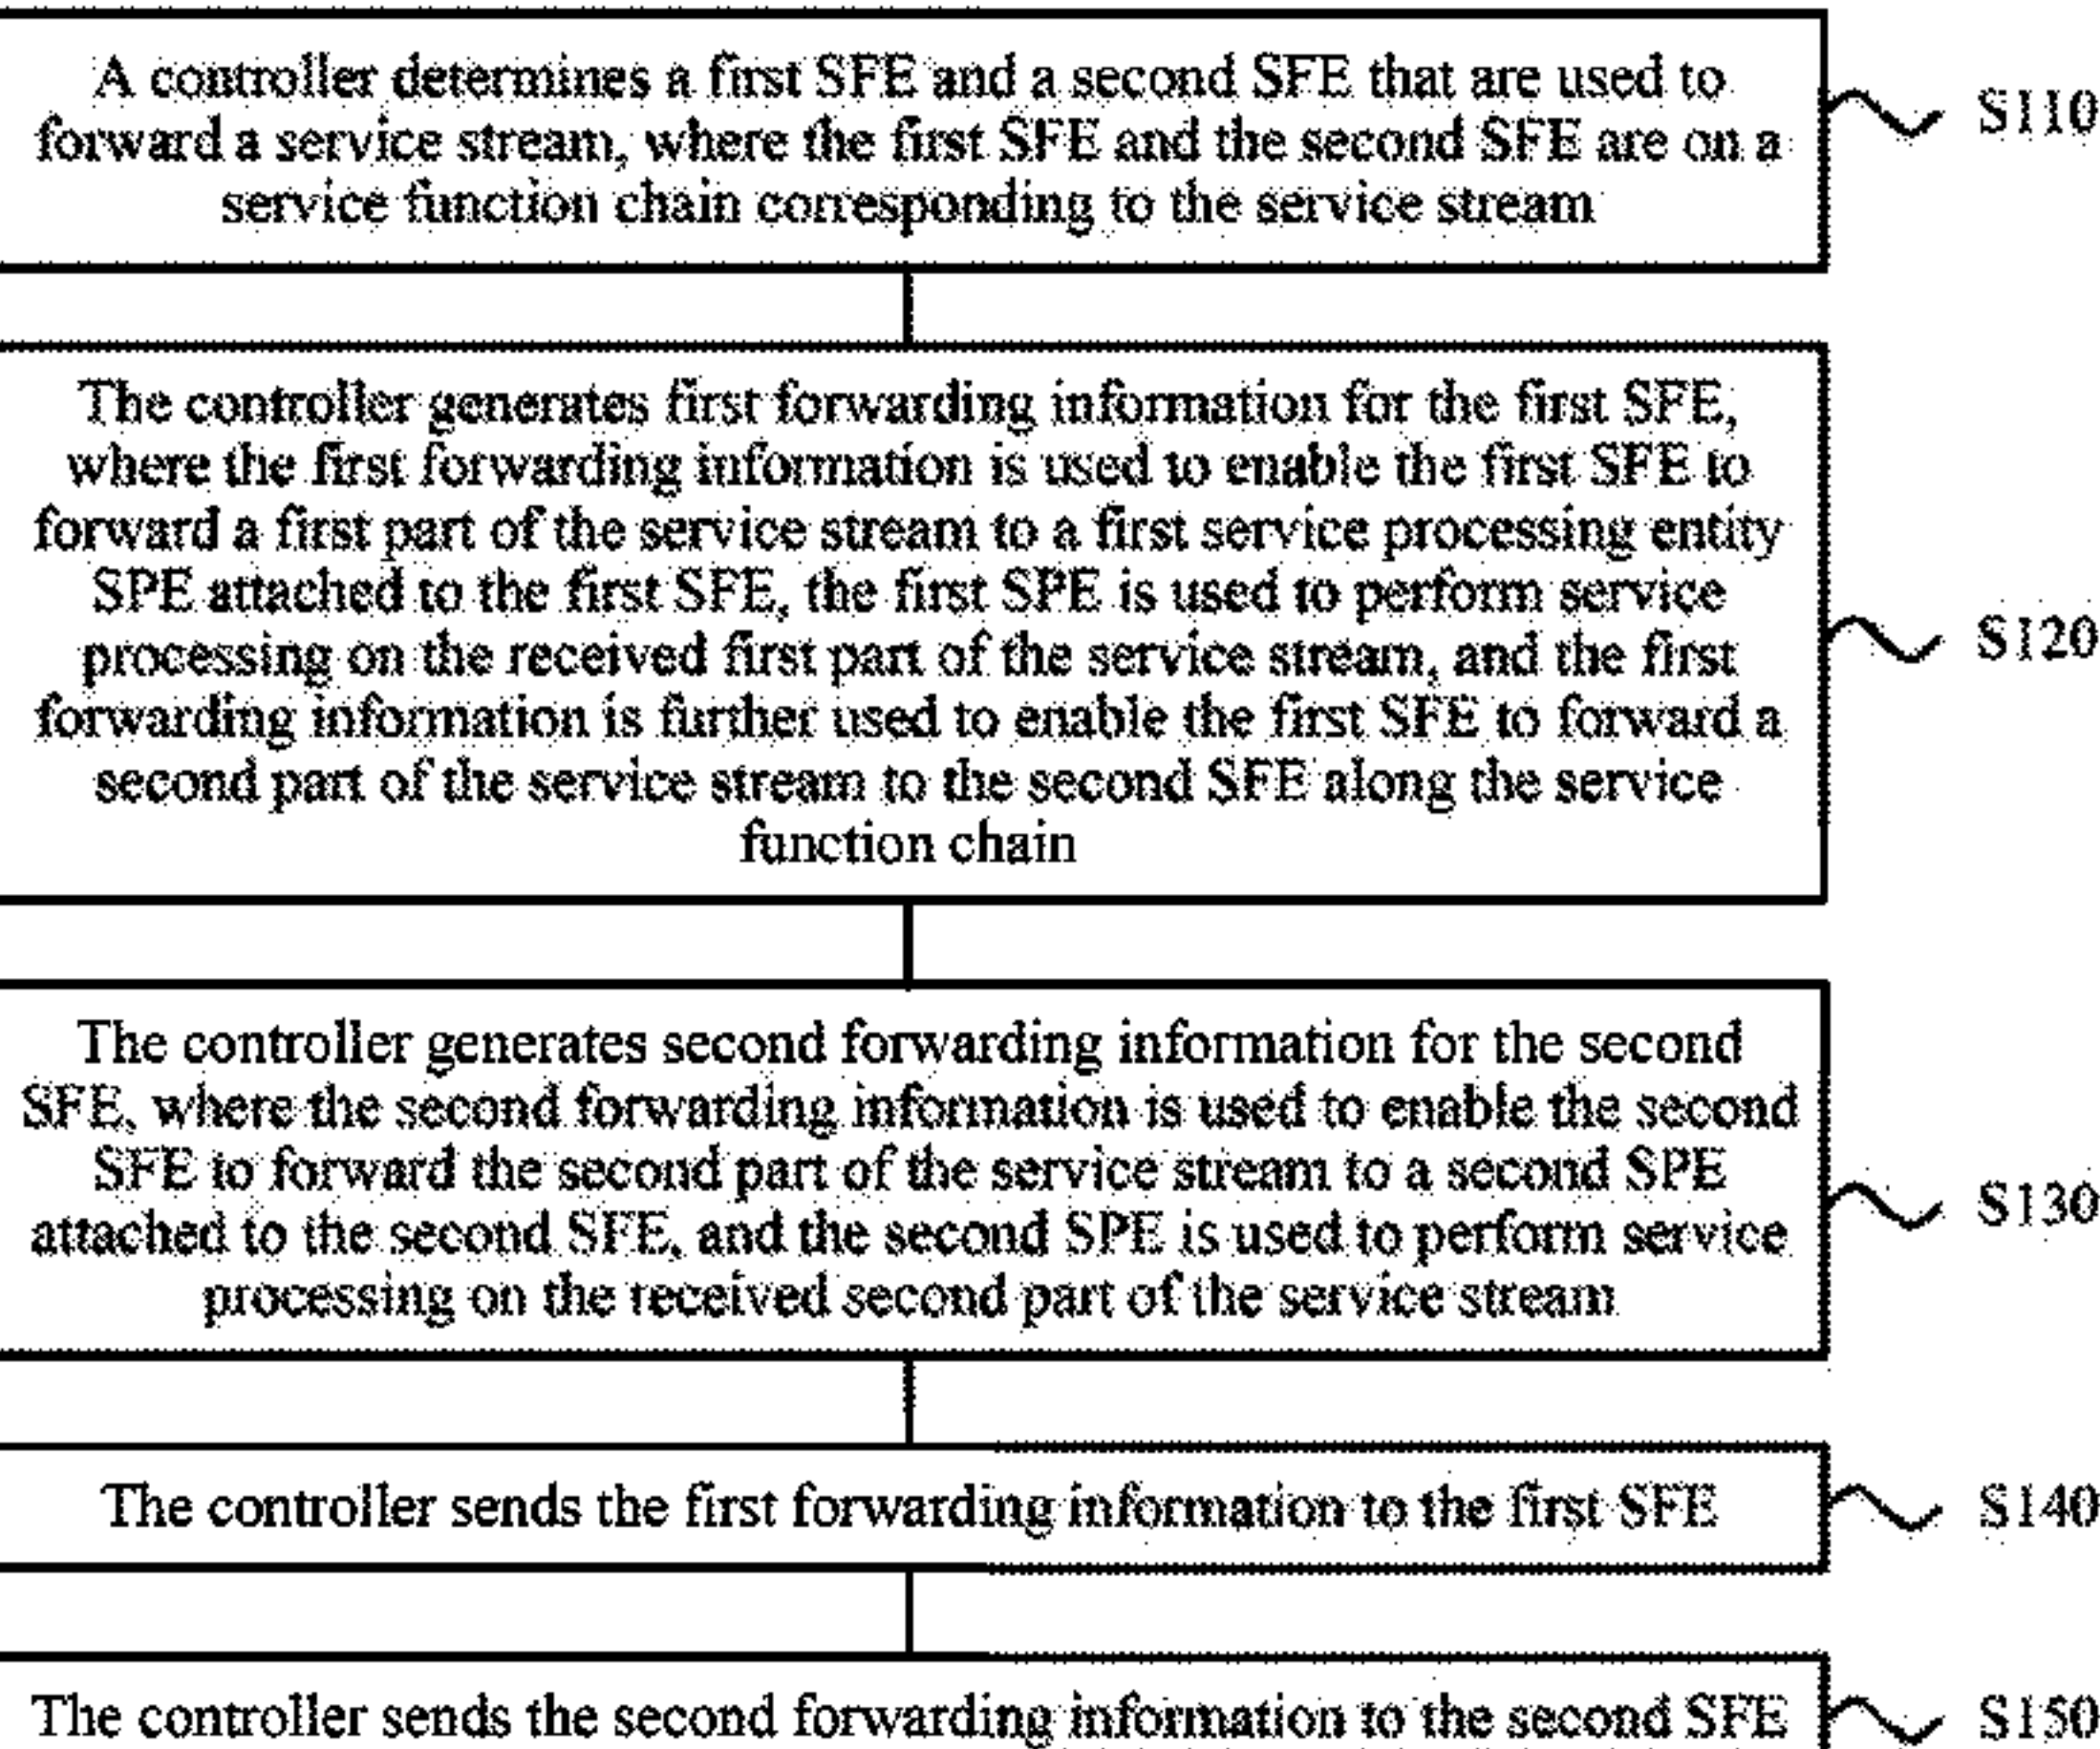 A controller determines a first SFE and a second SFE that are used to
forward a service stream, where the first SFE and the second SFE are on a
service function chain corresponding to the service stream
S110
The controller generates first forwarding information for the first SFE,
where the first forwarding information is used to enable the first SFE to
forward a first part of the service stream to a first service processing entity
SPE attached to the first SFE, the first SPE is used to perform service
processing on the received first part of the service stream, and the first
forwarding information is further used to enable the first SFE to forward a
second part of the service stream to the second SFE along the service
function chain
S120
The controller generates second forwarding information for the second
SFE, where the second forwarding information is used to enable the second
SFE to forward the second part of the service stream to a second SPE
attached to the second SFE, and the second SPE is used to perform service
processing on the received second part of the service stream
S130
The controller sends the first forwarding information to the first SFE
S140
The controller sends the second forwarding information to the second SFE
S150